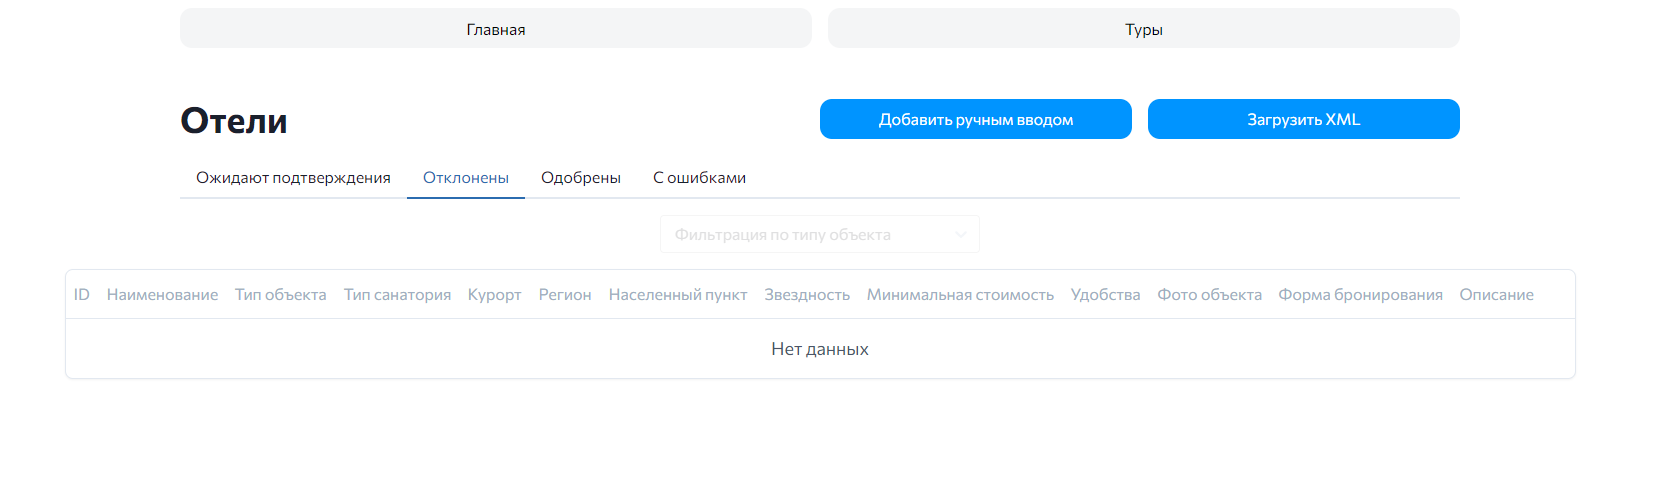 Главная Туры
Отели Добавить ручным вводом Загрузить XML
Ожидают подтверждения Отклонены Одобрены С ошибками
Фильтрация по типу объекта
ID Наименование Тип объекта Тип санатория Курорт Регион Населенный пункт Звездность Минимальная стоимость Удобства Фото объекта Форма бронирования Описание
Нет данных